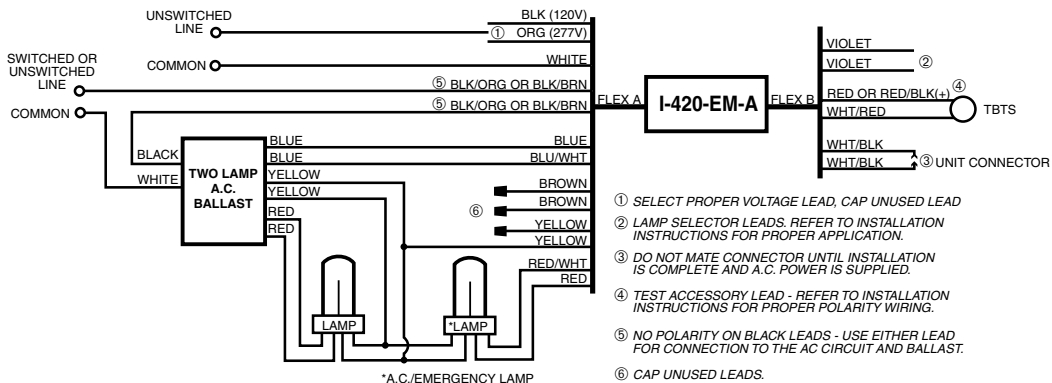 UNSWITCHED
LINE
① BLK (120V)
ORG (277V)
COMMON
WHITE
SWITCHED OR
UNSWITCHED
LINE
⑤ BLK/ORG OR BLK/BRN
COMMON
⑤ BLK/ORG OR BLK/BRN
BLACK
WHITE
TWO LAMP
A.C.
BALLAST
BLUE
BLUE
YELLOW
YELLOW
RED
RED
BLUE
BLU/WHT
BROWN
⑥ BROWN
YELLOW
YELLOW
RED/WHT
RED
LAMP
*LAMP
*A.C./EMERGENCY LAMP
FLEX A
I-420-EM-A
FLEX B
VIOLET
VIOLET ②
RED OR RED/BLK(+) ④
WHT/RED
TBTS
WHT/BLK
WHT/BLK
③ UNIT CONNECTOR
① SELECT PROPER VOLTAGE LEAD, CAP UNUSED LEAD
② LAMP SELECTOR LEADS. REFER TO INSTALLATION
INSTRUCTIONS FOR PROPER APPLICATION.
③ DO NOT MATE CONNECTOR UNTIL INSTALLATION
IS COMPLETE AND A.C. POWER IS SUPPLIED.
④ TEST ACCESSORY LEAD - REFER TO INSTALLATION
INSTRUCTIONS FOR PROPER POLARITY WIRING.
⑤ NO POLARITY ON BLACK LEADS - USE EITHER LEAD
FOR CONNECTION TO THE AC CIRCUIT AND BALLAST.
⑥ CAP UNUSED LEADS.